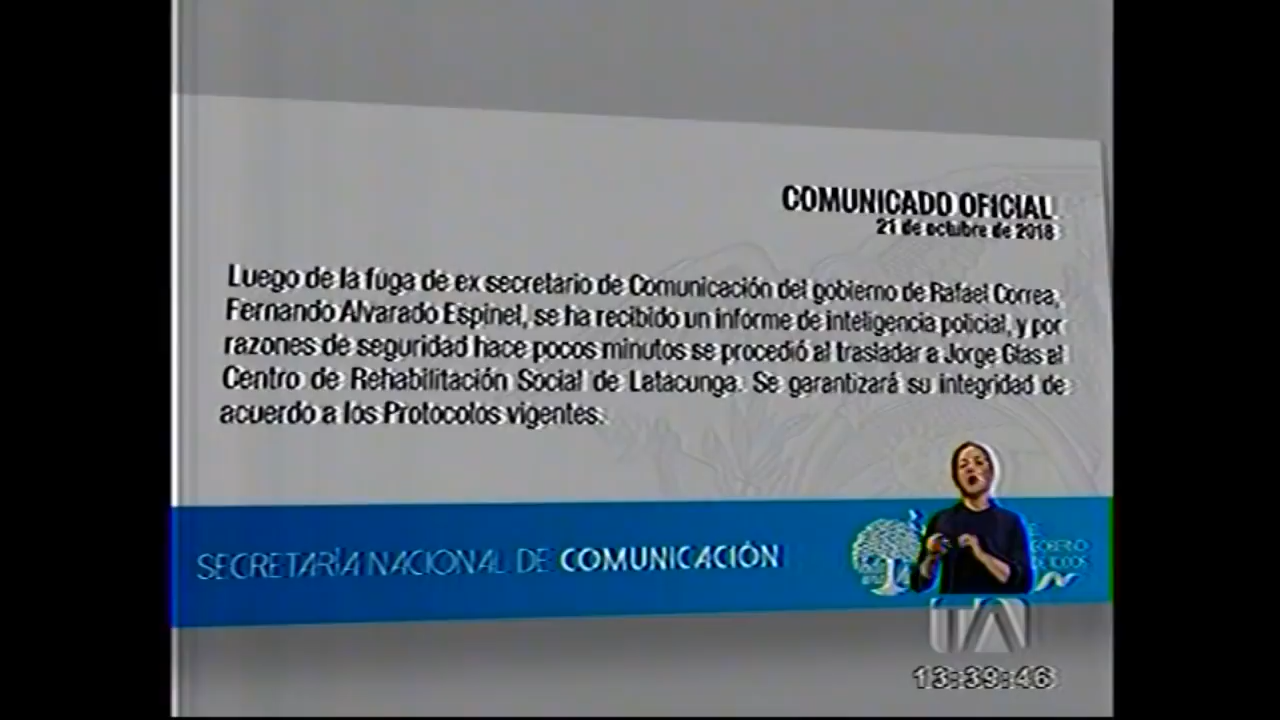 COMUNICADO OFICIAL
21 de octubre de 2018
Luego de la fuga de ex secretario de Comunicación del gobierno de Rafael Correa,
Fernando Alvarado Espinel, se ha recibido un informe de inteligencia policial, y por
razones de seguridad hace pocos minutos se procedió al trasladar a Jorge Glas al
Centro de Rehabilitación Social de Latacunga. Se garantizará su integridad de
acuerdo a los Protocolos vigentes.
SECRETARÍA NACIONAL DE COMUNICACIÓN
TA
13:39:46